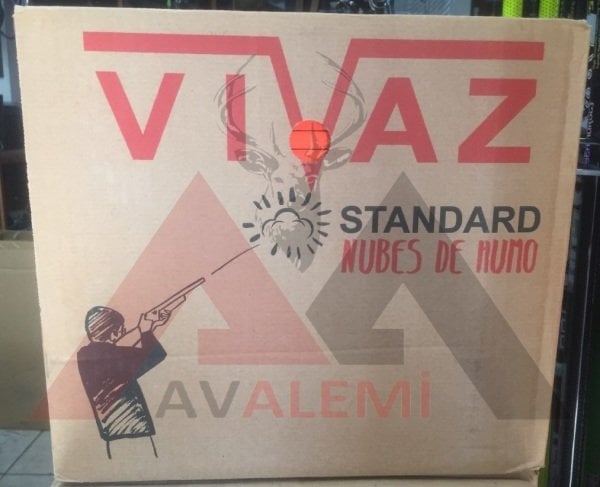 VIVAZ
STANDARD
NUBES DE HUMO
AVALEMİ